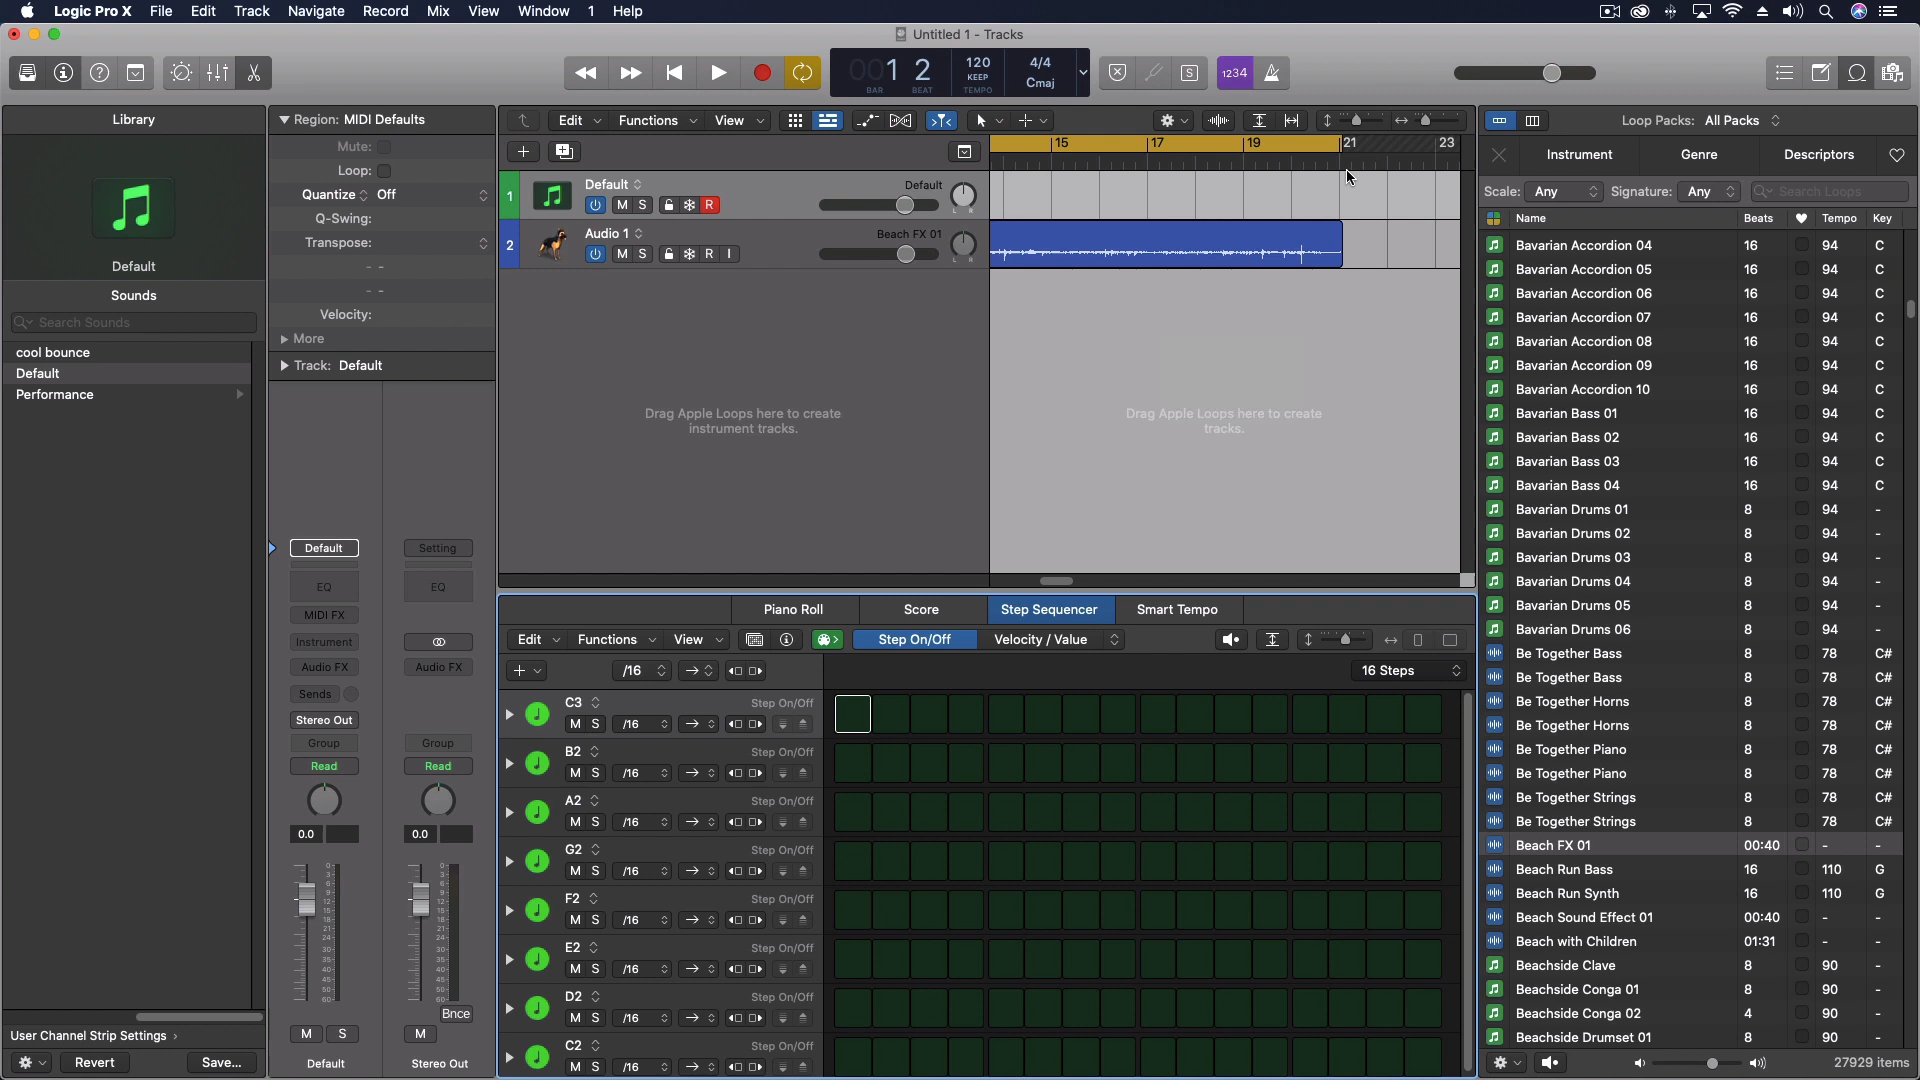 Logic Pro X File Edit Track Navigate Record Mix View Window 1 Help
Untitled 1 - Tracks
001 2 120 4/4
KEEP Cmaj
BAR BEAT TEMPO
S 1234
Library
Default
Sounds
Search Sounds
cool bounce
Default
Performance
User Channel Strip Settings
Revert Save...
Region: MIDI Defaults
Mute:
Loop:
Quantize Off
Q-Swing:
Transpose:
Velocity:
More
Track: Default
Default Setting
EQ EQ
MIDI FX
Instrument
Audio FX Audio FX
Sends
Stereo Out
Group Group
Read Read
0.0 0.0
Bnce
M S M
Default Stereo Out
Edit Functions View
15 17 19 21 23
1 Default Default
M S R
L R
2 Audio 1 Beach FX 01
M S R I
L R
Drag Apple Loops here to create
instrument tracks.
Drag Apple Loops here to create
tracks.
Piano Roll Score Step Sequencer Smart Tempo
Edit Functions View Step On/Off Velocity / Value
/16 16 Steps
C3 Step On/Off
M S /16
B2 Step On/Off
M S /16
A2 Step On/Off
M S /16
G2 Step On/Off
M S /16
F2 Step On/Off
M S /16
E2 Step On/Off
M S /16
D2 Step On/Off
M S /16
C2 Step On/Off
M S /16
Loop Packs: All Packs
Instrument Genre Descriptors
Scale: Any Signature: Any Search Loops
Name Beats Tempo Key
Bavarian Accordion 04 16 94 C
Bavarian Accordion 05 16 94 C
Bavarian Accordion 06 16 94 C
Bavarian Accordion 07 16 94 C
Bavarian Accordion 08 16 94 C
Bavarian Accordion 09 16 94 C
Bavarian Accordion 10 16 94 C
Bavarian Bass 01 16 94 C
Bavarian Bass 02 16 94 C
Bavarian Bass 03 16 94 C
Bavarian Bass 04 16 94 C
Bavarian Drums 01 8 94 -
Bavarian Drums 02 8 94 -
Bavarian Drums 03 8 94 -
Bavarian Drums 04 8 94 -
Bavarian Drums 05 8 94 -
Bavarian Drums 06 8 94 -
Be Together Bass 8 78 C#
Be Together Bass 8 78 C#
Be Together Horns 8 78 C#
Be Together Horns 8 78 C#
Be Together Piano 8 78 C#
Be Together Piano 8 78 C#
Be Together Strings 8 78 C#
Be Together Strings 8 78 C#
Beach FX 01 00:40 - -
Beach Run Bass 16 110 G
Beach Run Synth 16 110 G
Beach Sound Effect 01 00:40 - -
Beach with Children 01:31 - -
Beachside Clave 8 90 -
Beachside Conga 01 8 90 -
Beachside Conga 02 4 90 -
Beachside Drumset 01 8 90 -
27929 items